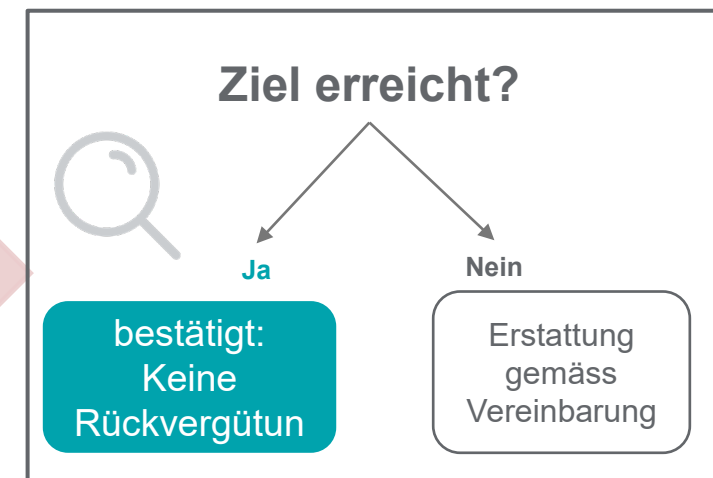 Ziel erreicht?
Ja
Nein
bestätigt:
Keine
Rückvergütun
Erstattung
gemäss
Vereinbarung